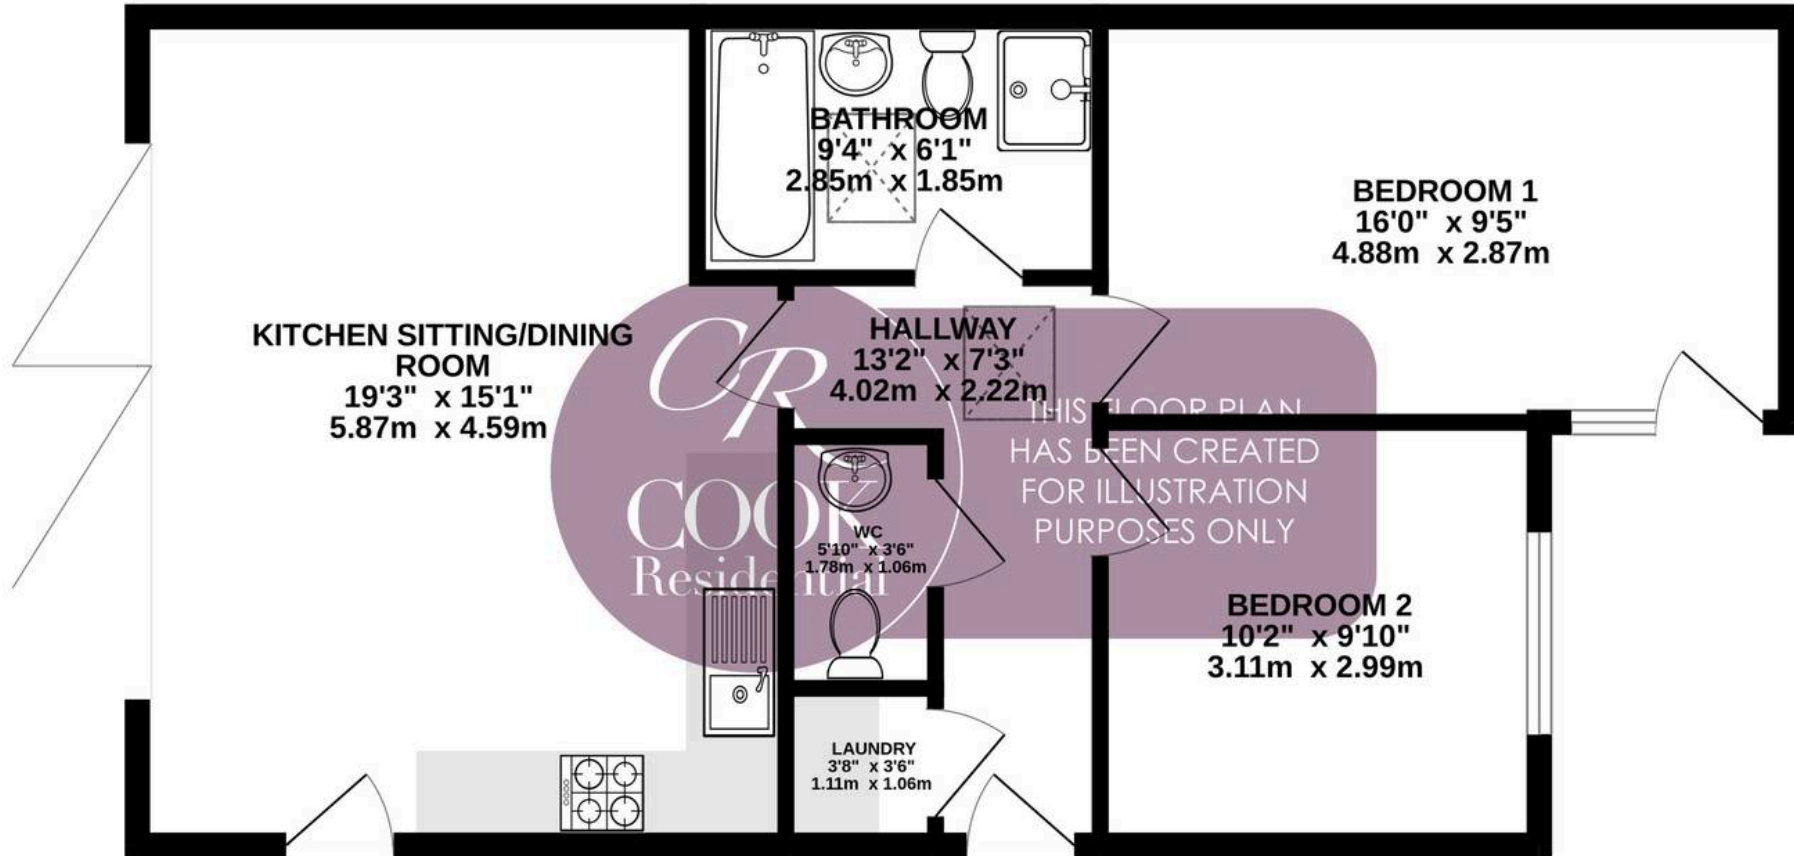 BATHROOM
9'4" x 6'1"
2.85m x 1.85m
BEDROOM 1
16'0" x 9'5"
4.88m x 2.87m
KITCHEN SITTING/DINING
ROOM
19'3" x 15'1"
5.87m x 4.59m
HALLWAY
13'2" x 7'3"
4.02m x 2.22m
CR
COOK
Residential
THIS FLOOR PLAN
HAS BEEN CREATED
FOR ILLUSTRATION
PURPOSES ONLY
WC
5'10" x 3'6"
1.78m x 1.06m
BEDROOM 2
10'2" x 9'10"
3.11m x 2.99m
LAUNDRY
3'8" x 3'6"
1.11m x 1.06m